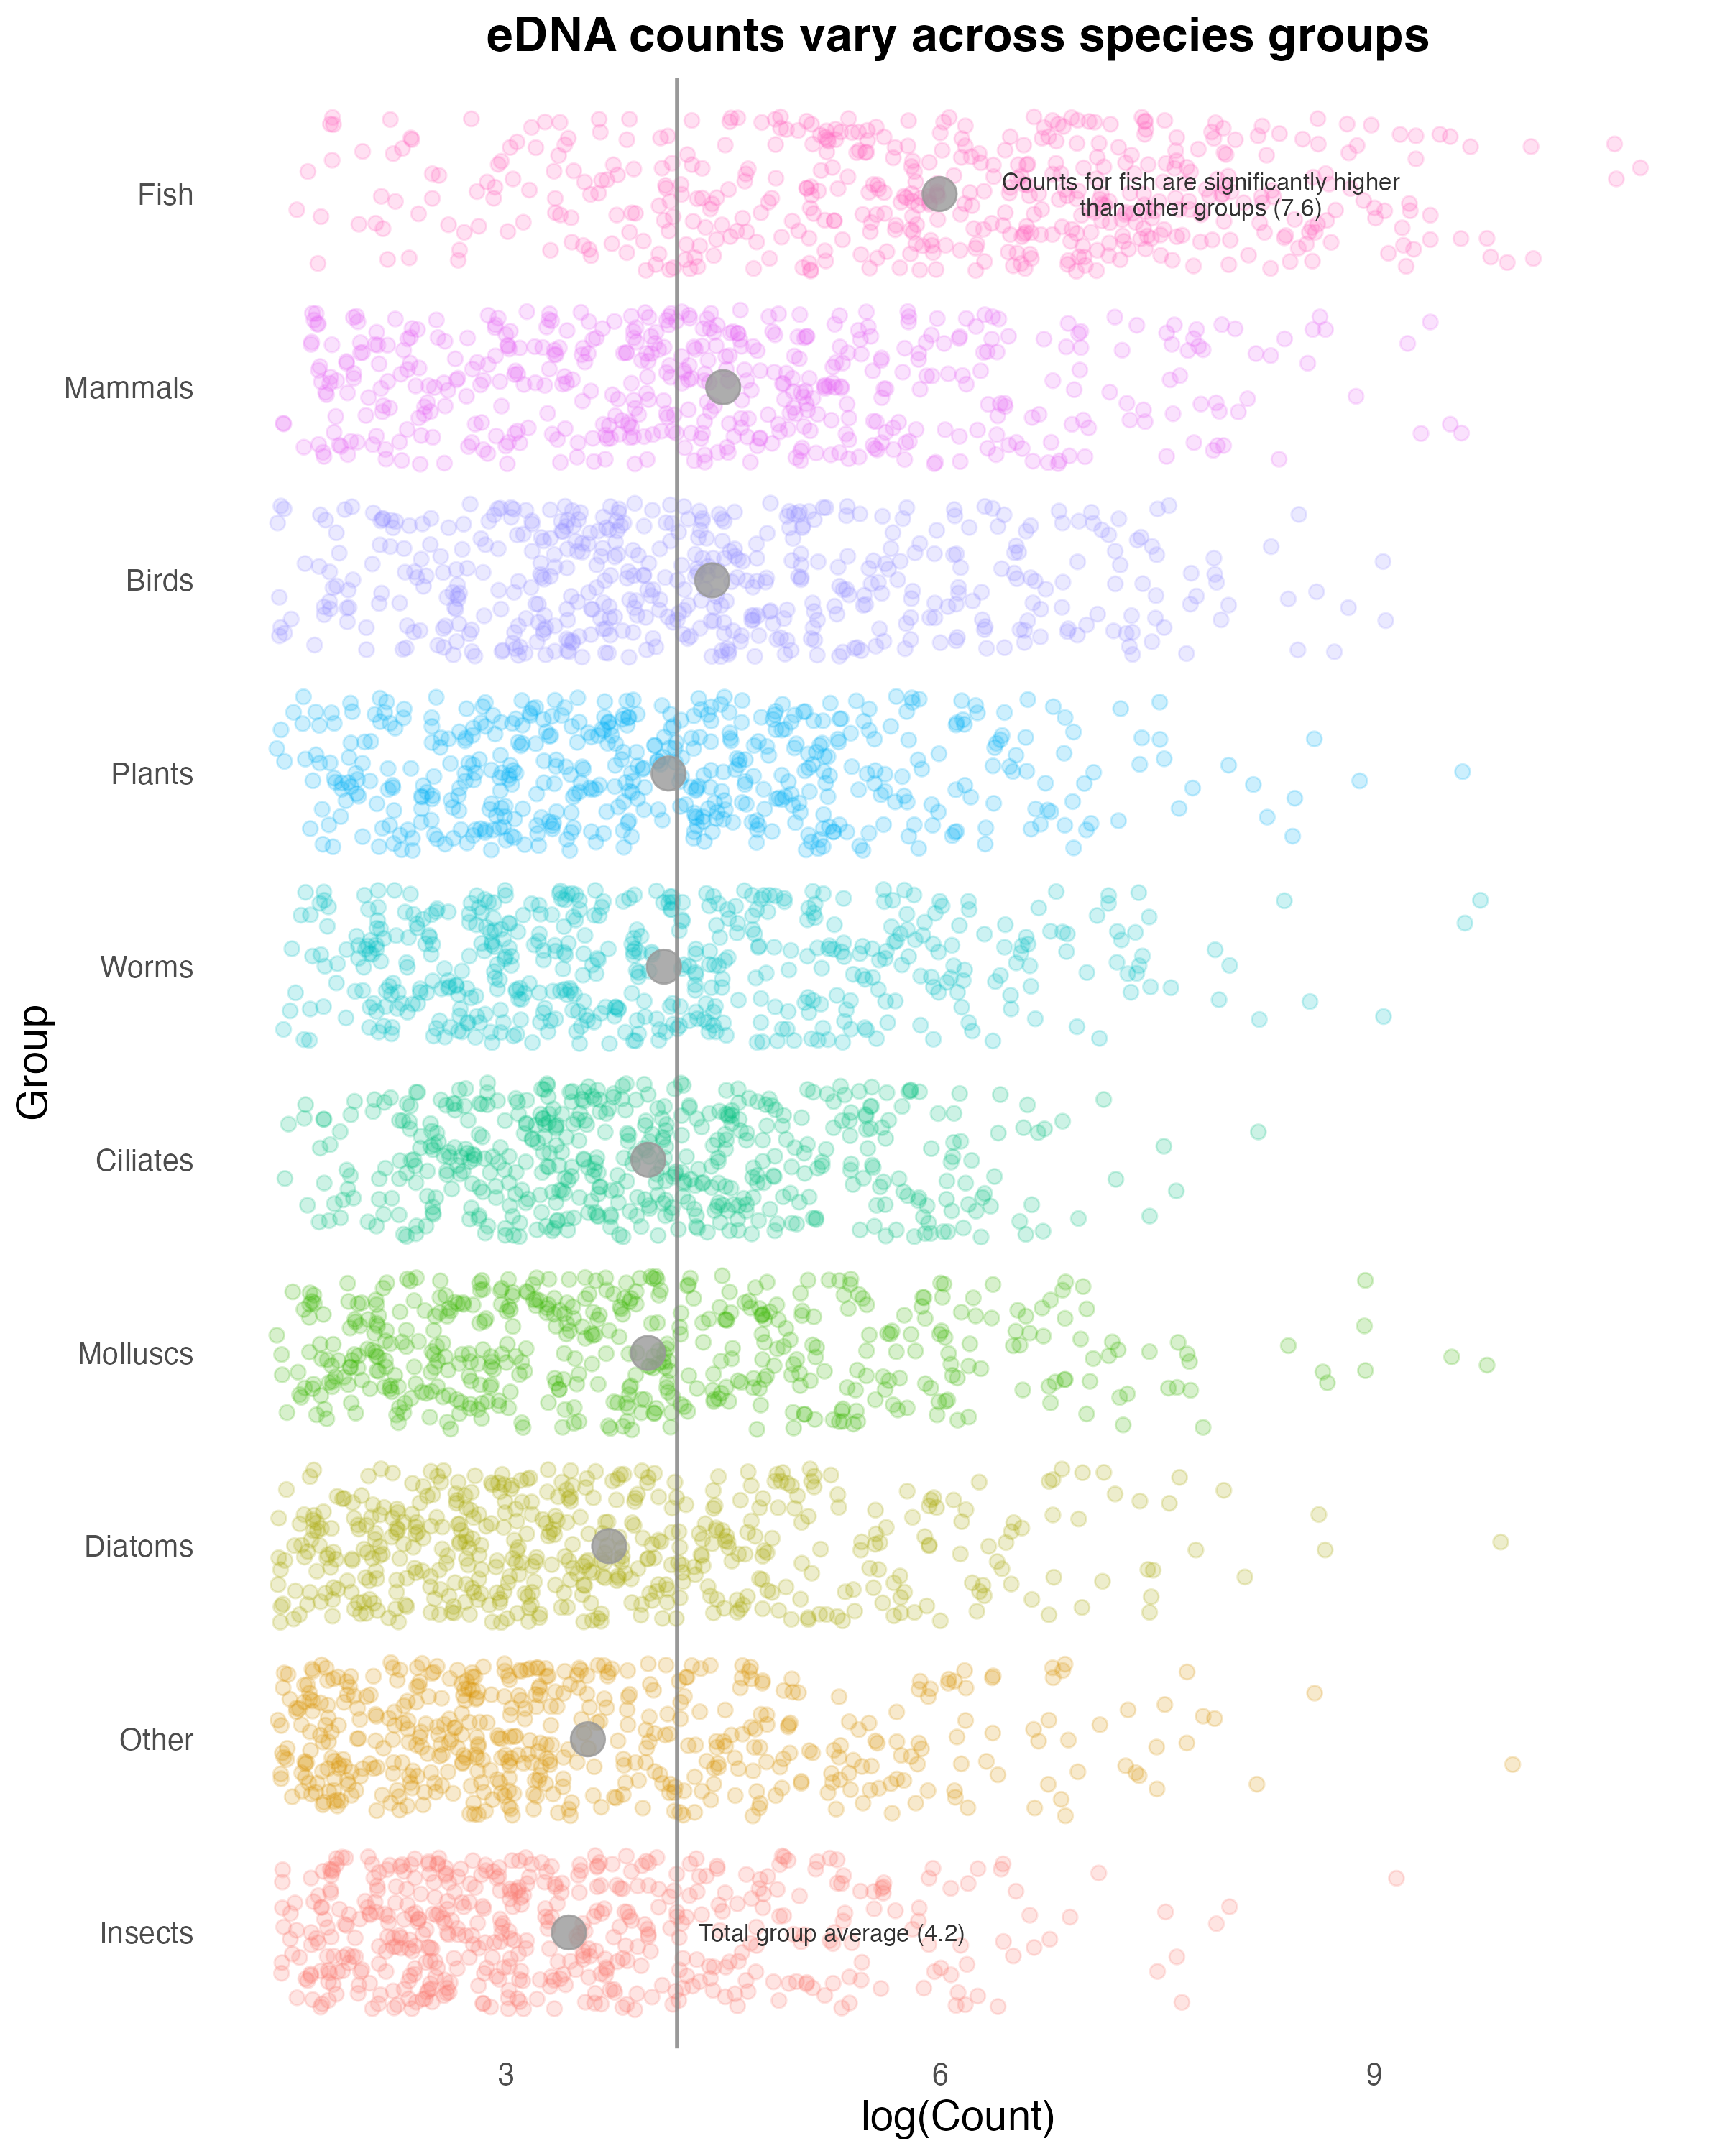 eDNA counts vary across species groups
Fish
Counts for fish are significantly higher
than other groups (7.6)
Mammals
Birds
Plants
Worms
Group
Ciliates
Molluscs
Diatoms
Other
Insects
Total group average (4.2)
3
6
9
log(Count)